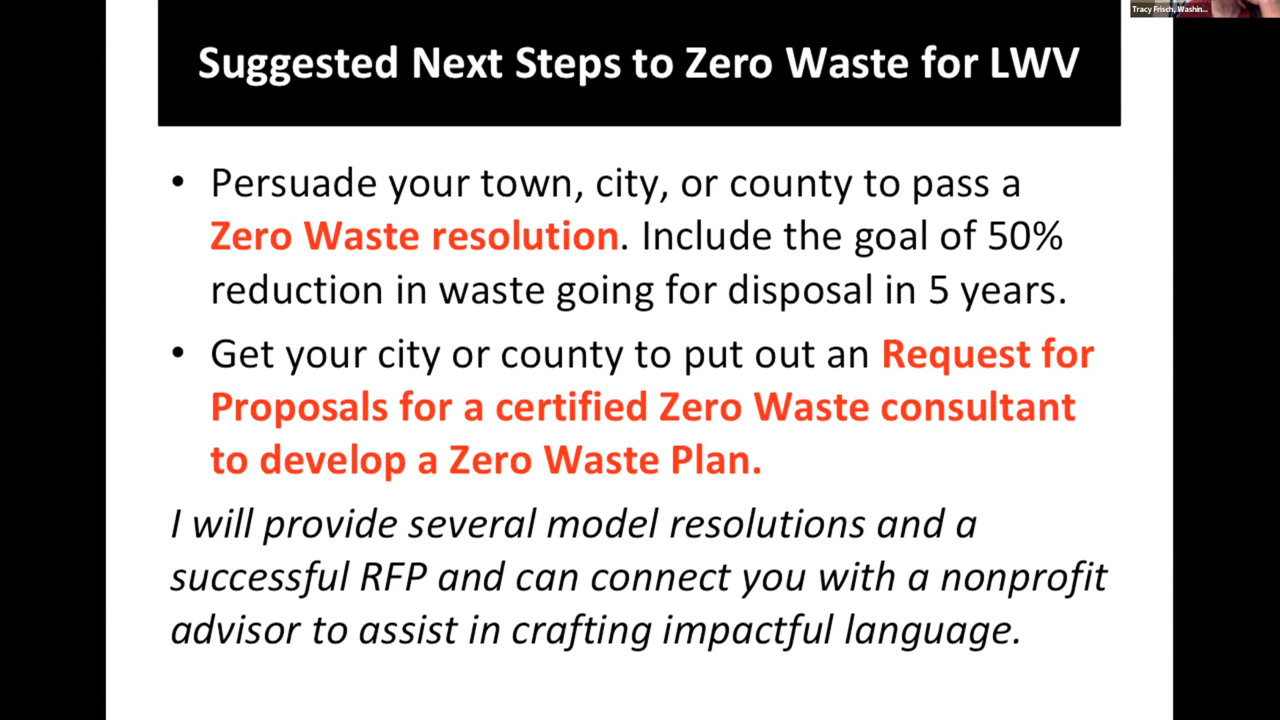 Tracy Frisch, Washin...
Suggested Next Steps to Zero Waste for LWV
• Persuade your town, city, or county to pass a
Zero Waste resolution. Include the goal of 50%
reduction in waste going for disposal in 5 years.
• Get your city or county to put out an Request for
Proposals for a certified Zero Waste consultant
to develop a Zero Waste Plan.
I will provide several model resolutions and a
successful RFP and can connect you with a nonprofit
advisor to assist in crafting impactful language.